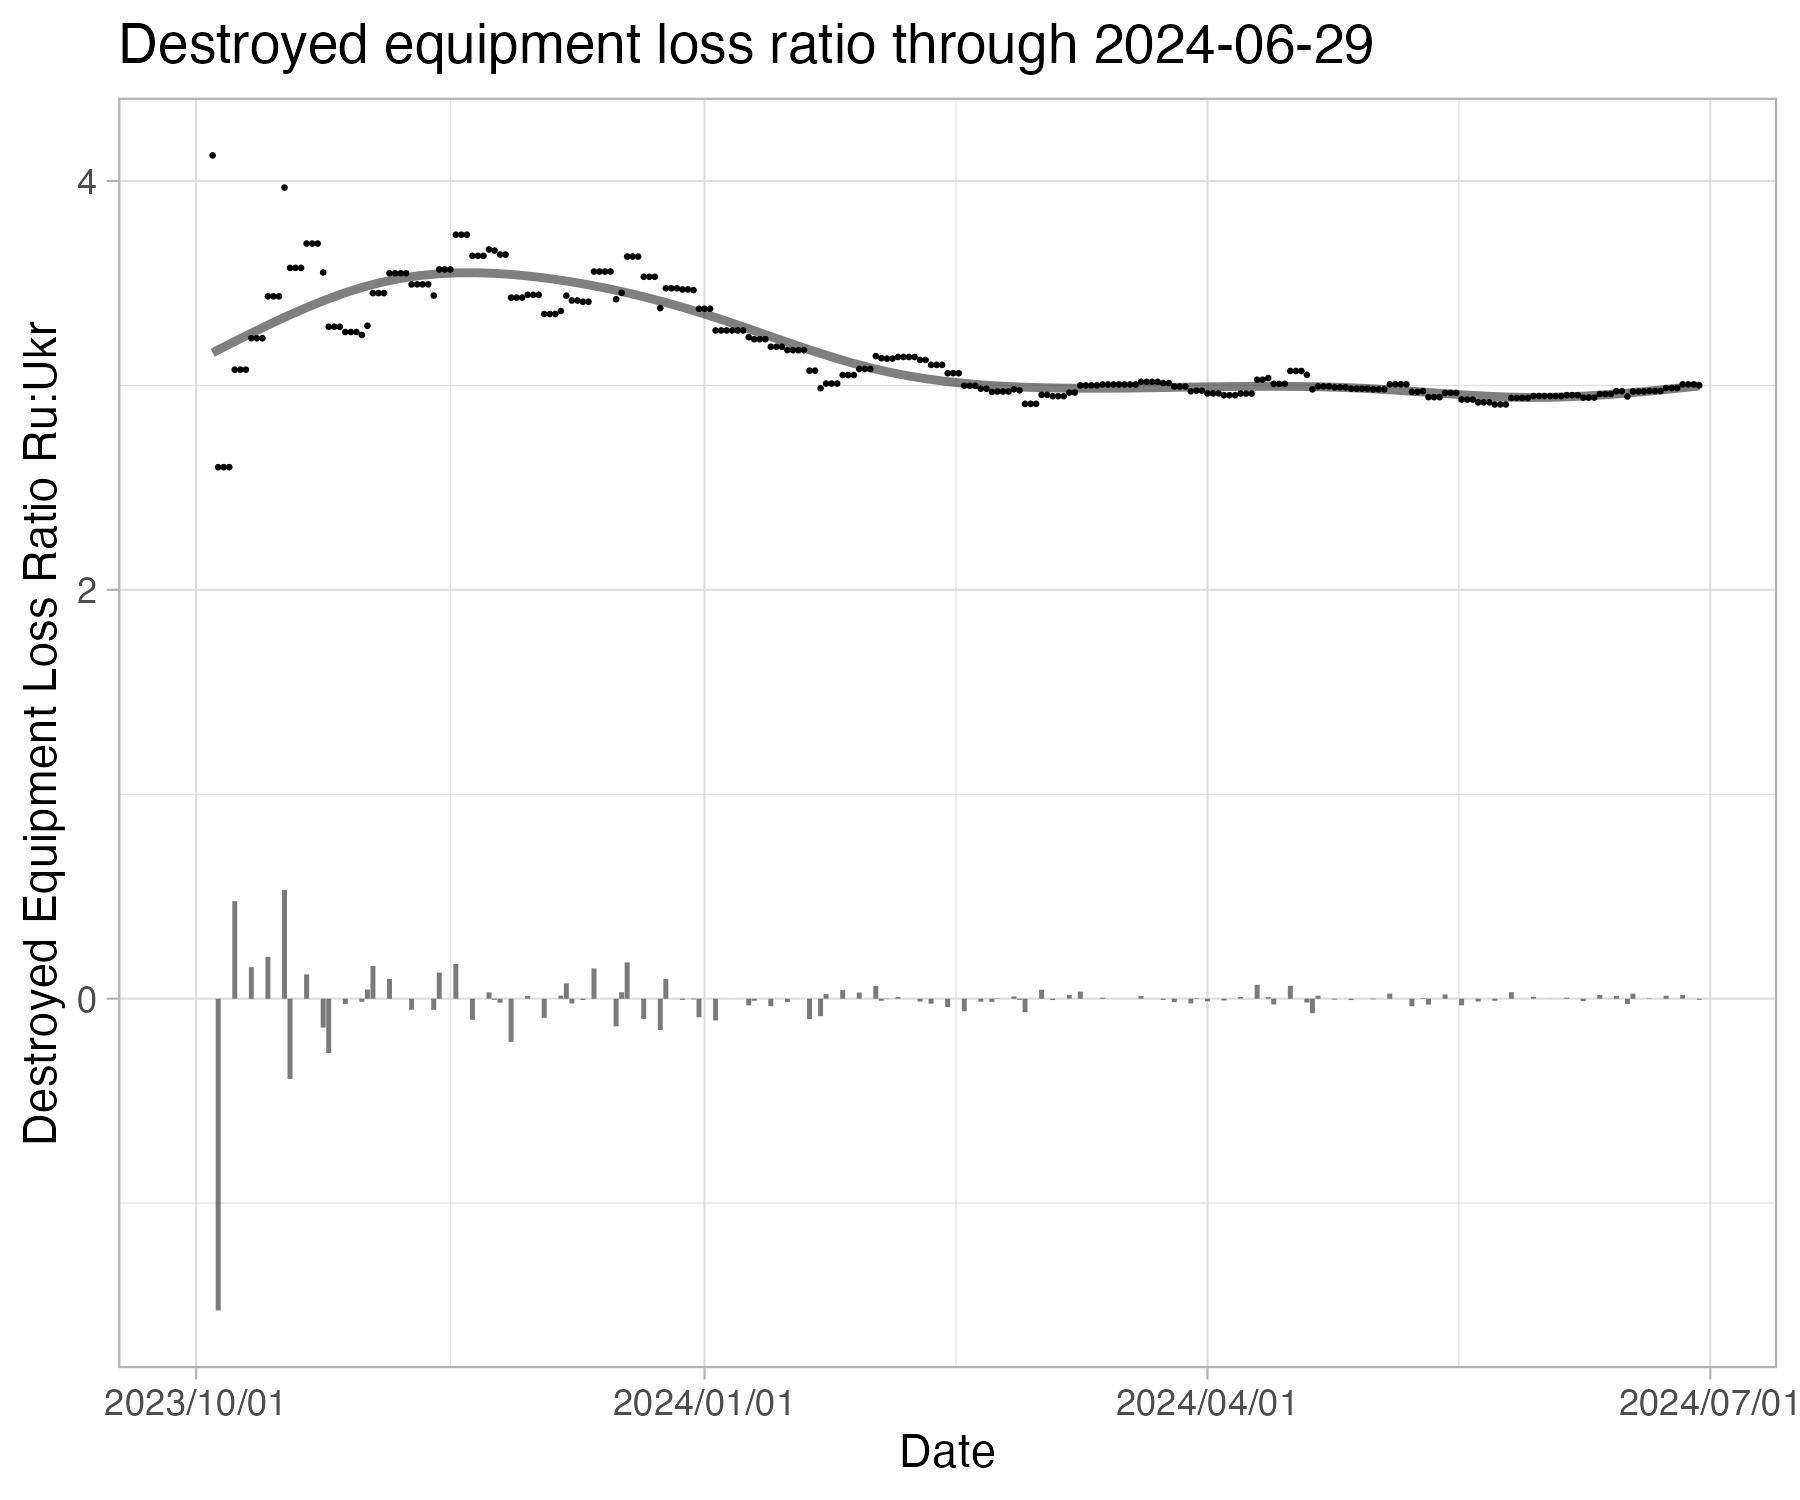 Destroyed equipment loss ratio through 2024-06-29
Destroyed Equipment Loss Ratio Ru:Ukr
4
2
0
2023/10/01
2024/01/01
2024/04/01
2024/07/01
Date